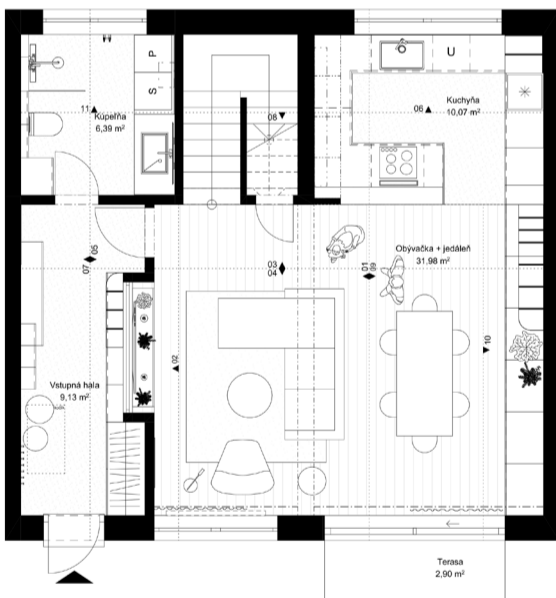 P
S
U
11
Kúpeľňa
6,39 m²
08
06
Kuchyňa
10,07 m²
05
07
03
04
01
09
Obývačka + jedáleň
31,98 m²
02
10
Vstupná hala
9,13 m²
Terasa
2,90 m²